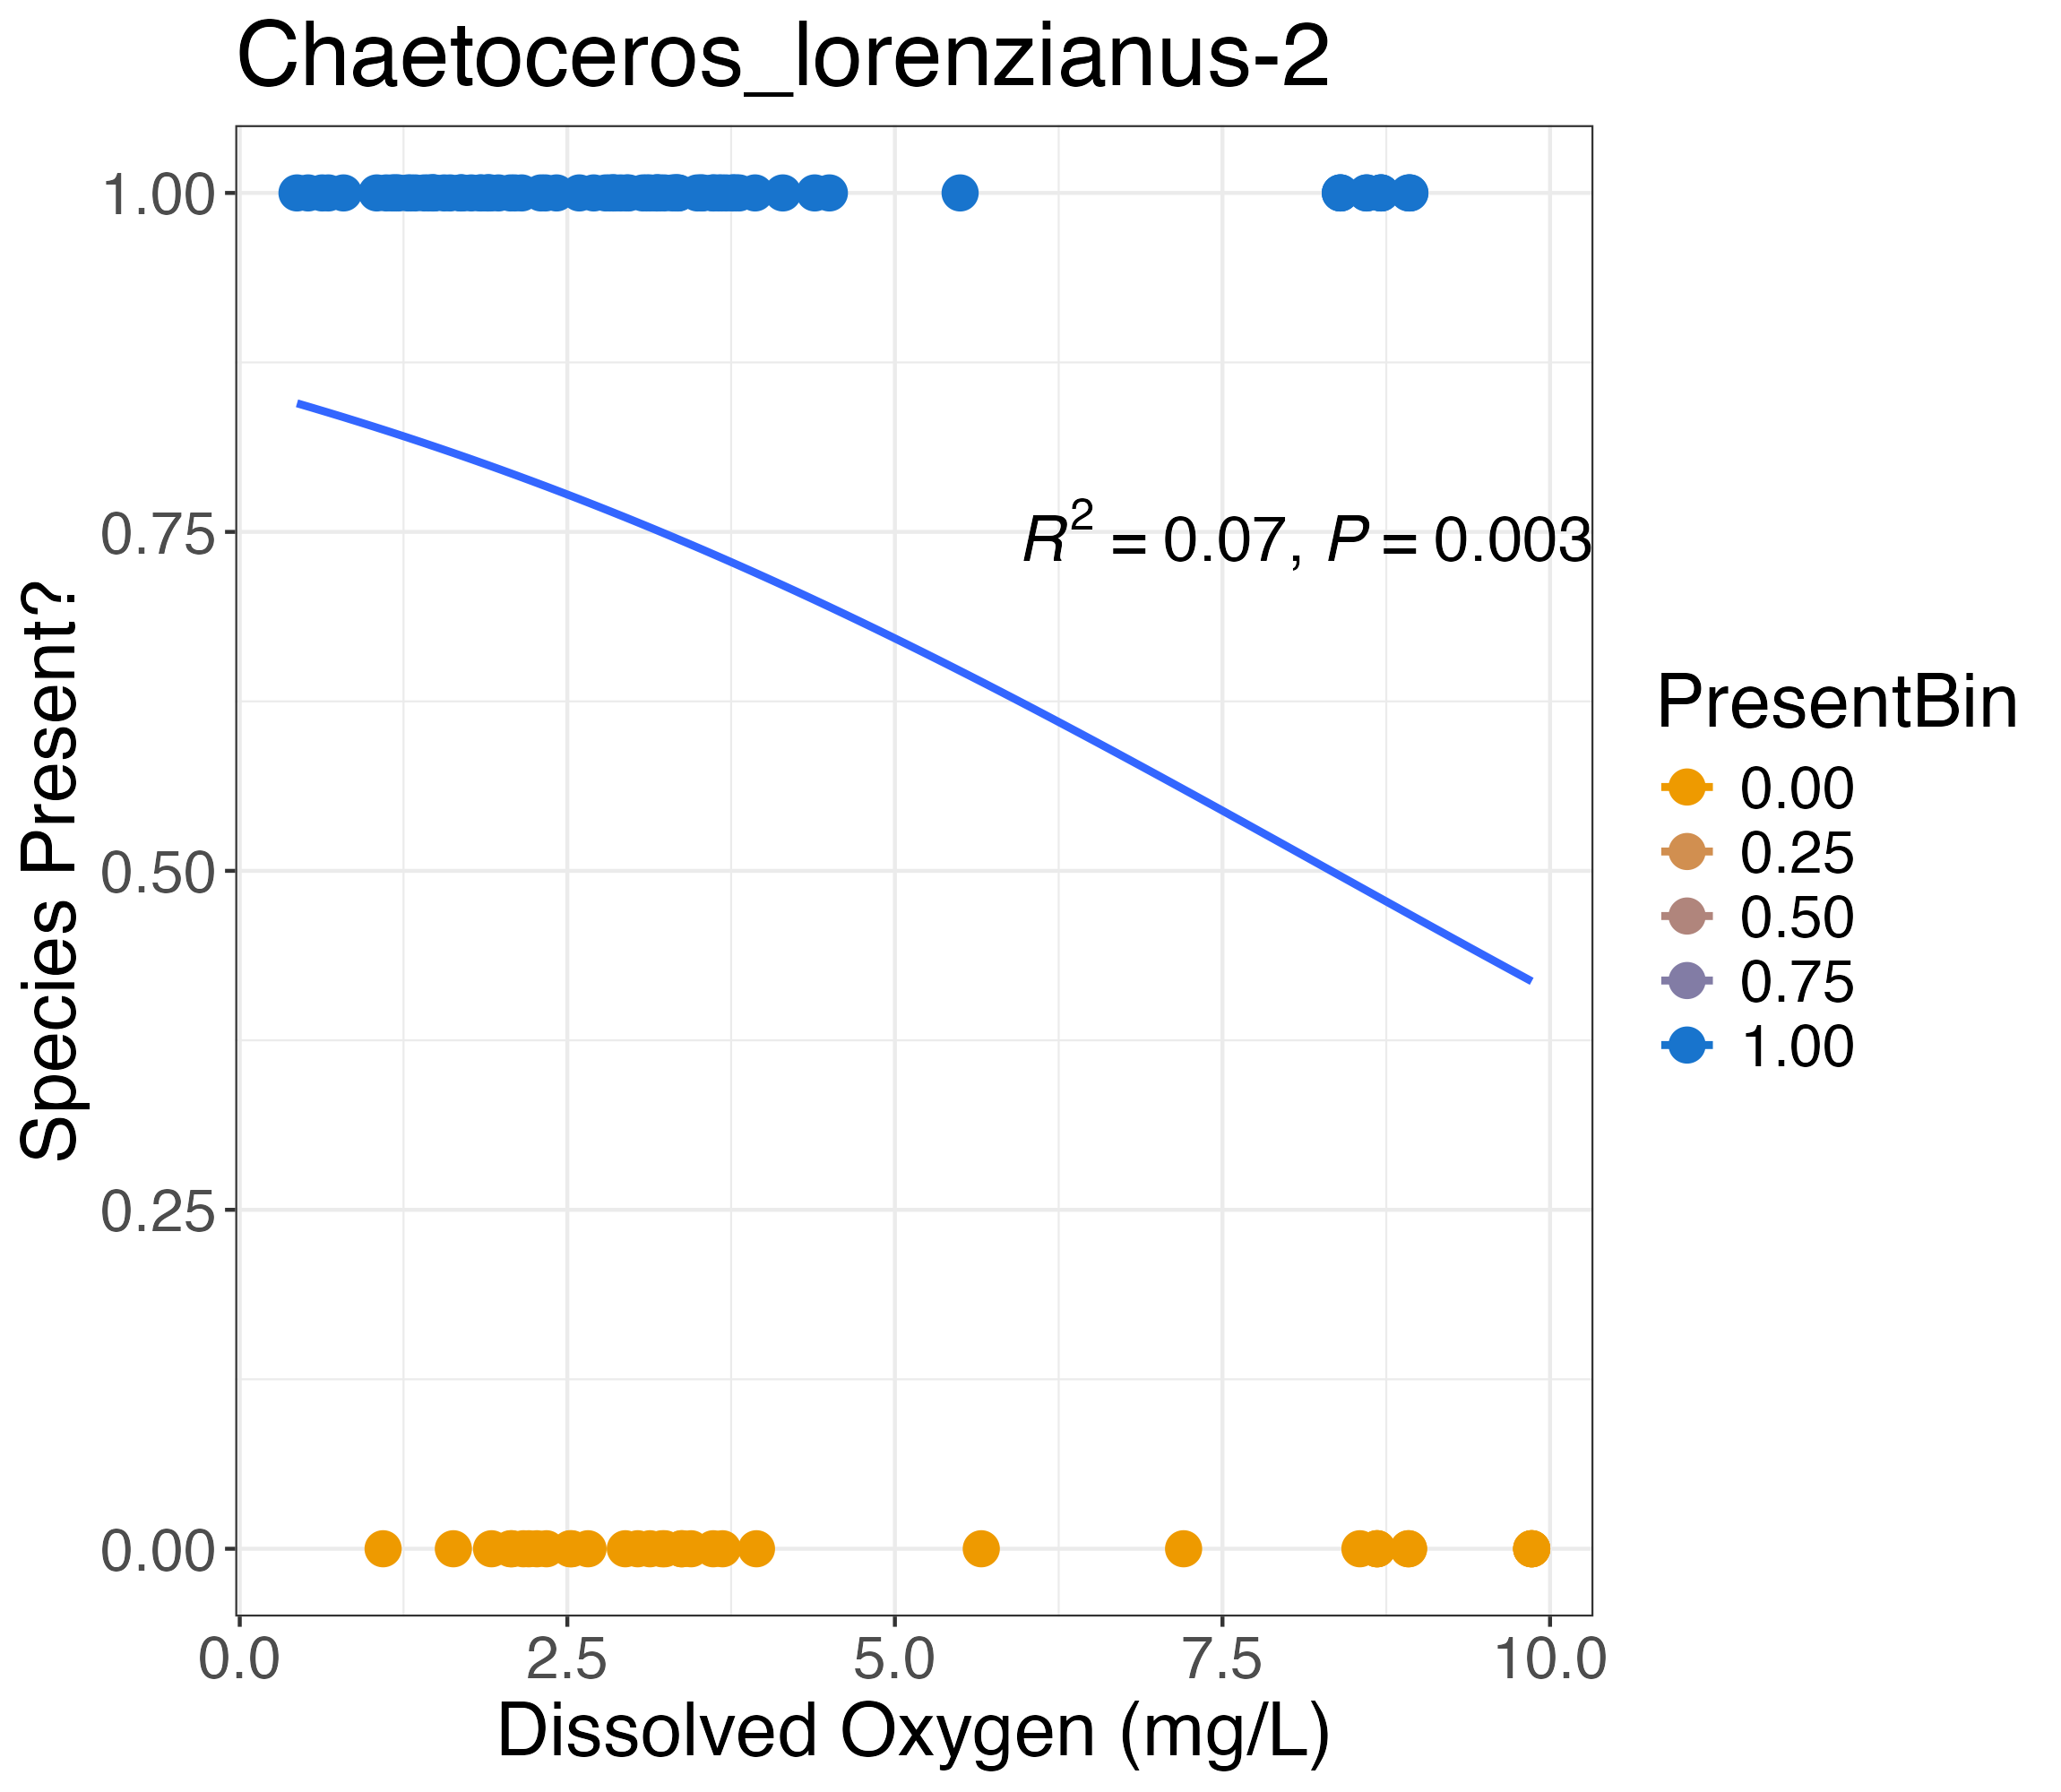 Chaetoceros_lorenzianus-2
1.00
0.75
0.50
0.25
0.00
Species Present?
R² = 0.07, P = 0.003
0.0 2.5 5.0 7.5 10.0
Dissolved Oxygen (mg/L)
PresentBin
0.00
0.25
0.50
0.75
1.00